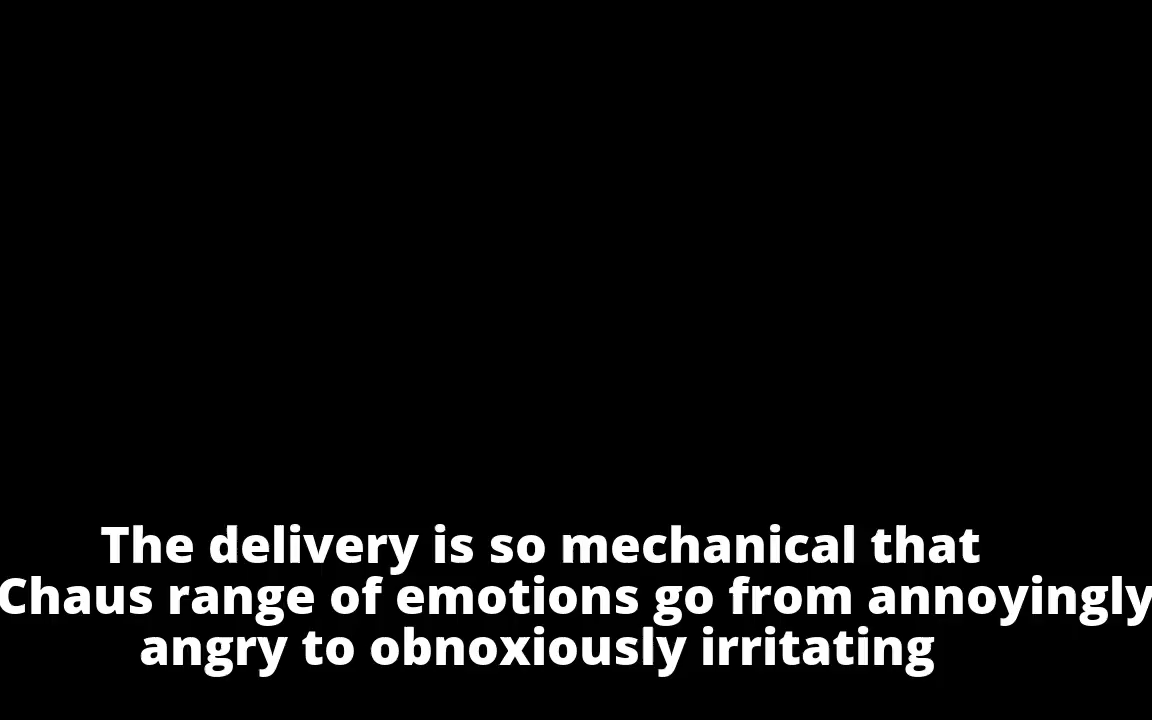 The delivery is so mechanical that
Chaus range of emotions go from annoyingly
angry to obnoxiously irritating